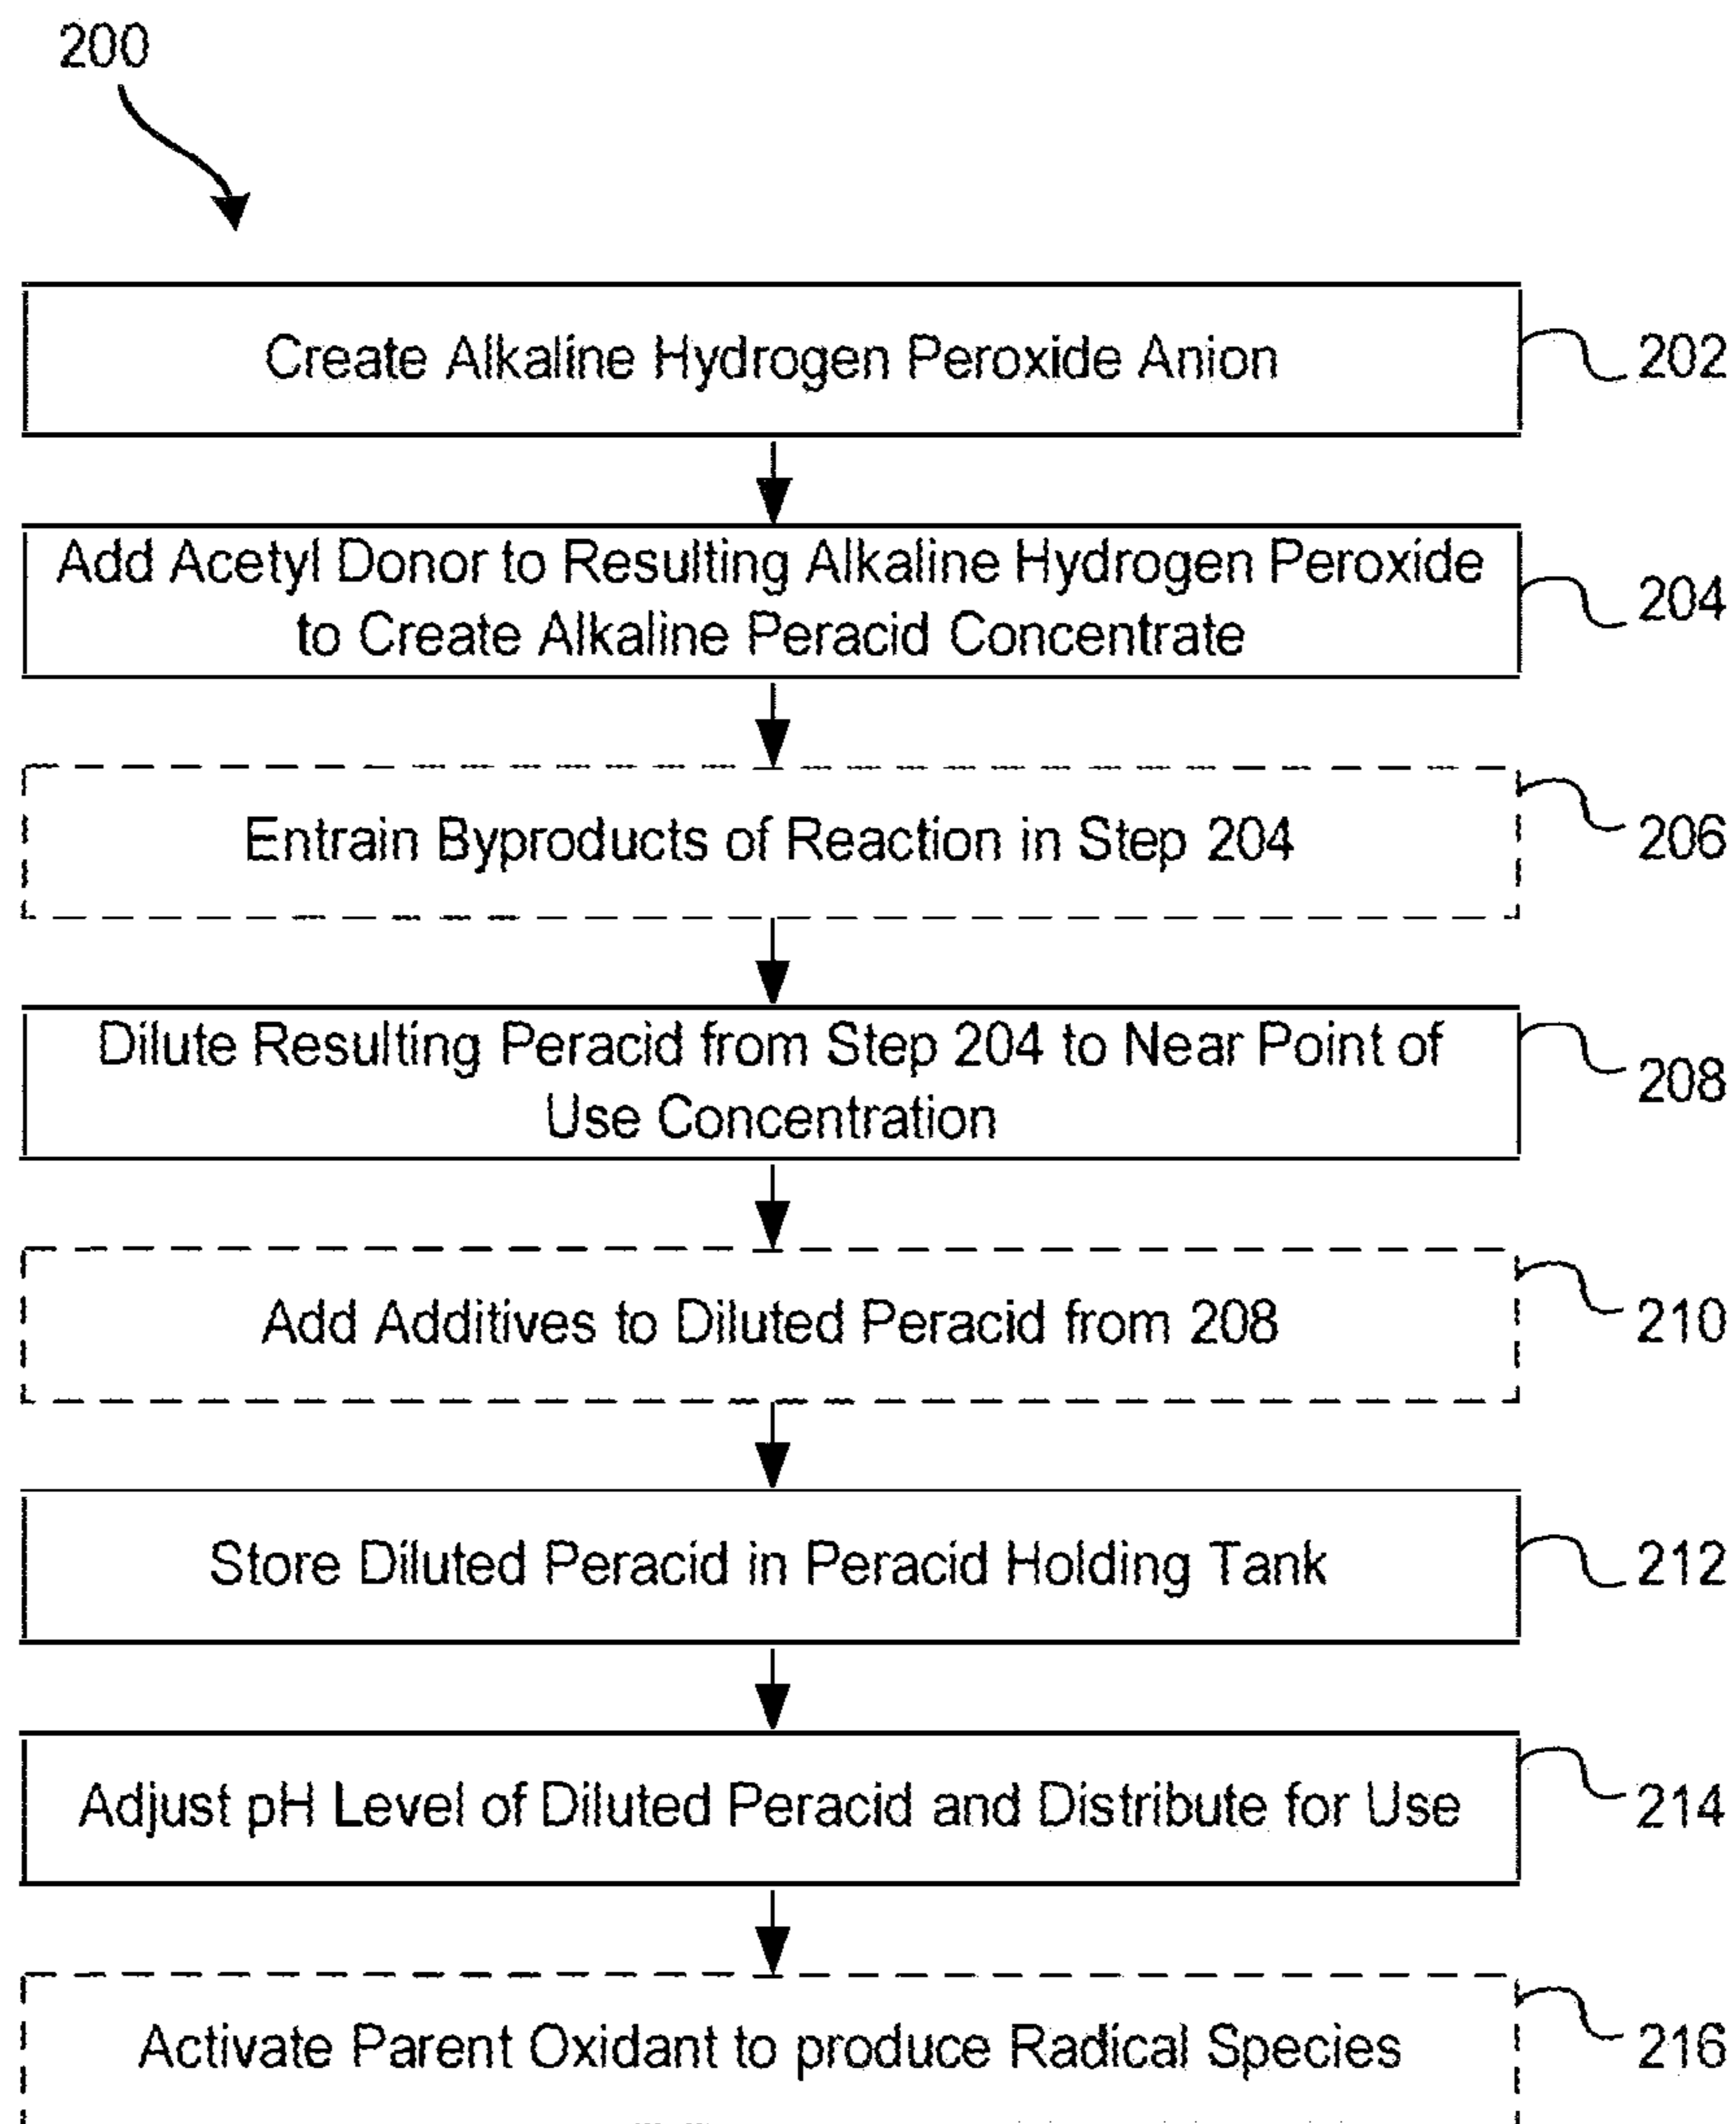 200
Create Alkaline Hydrogen Peroxide Anion
202
Add Acetyl Donor to Resulting Alkaline Hydrogen Peroxide
to Create Alkaline Peracid Concentrate
204
Entrain Byproducts of Reaction in Step 204
206
Dilute Resulting Peracid from Step 204 to Near Point of
Use Concentration
208
Add Additives to Diluted Peracid from 208
210
Store Diluted Peracid in Peracid Holding Tank
212
Adjust pH Level of Diluted Peracid and Distribute for Use
214
Activate Parent Oxidant to produce Radical Species
216